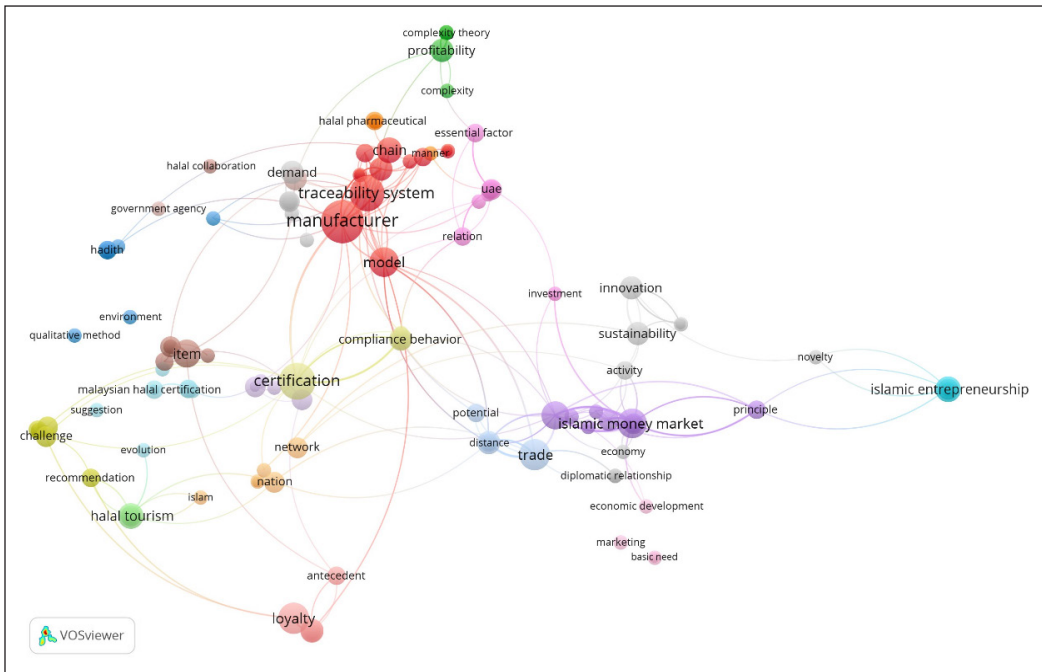 complexity theory
profitability
complexity
halal pharmaceutical
essential factor
chain
manner
halal collaboration
demand
traceability system
uae
government agency
manufacturer
relation
hadith
model
investment
innovation
environment
qualitative method
compliance behavior
sustainability
item
novelty
certification
activity
malaysian halal certification
islamic entrepreneurship
suggestion
potential
principle
islamic money market
challenge
distance
network
evolution
trade
economy
recommendation
nation
diplomatic relationship
islam
economic development
halal tourism
marketing
basic need
antecedent
loyalty
VOSviewer